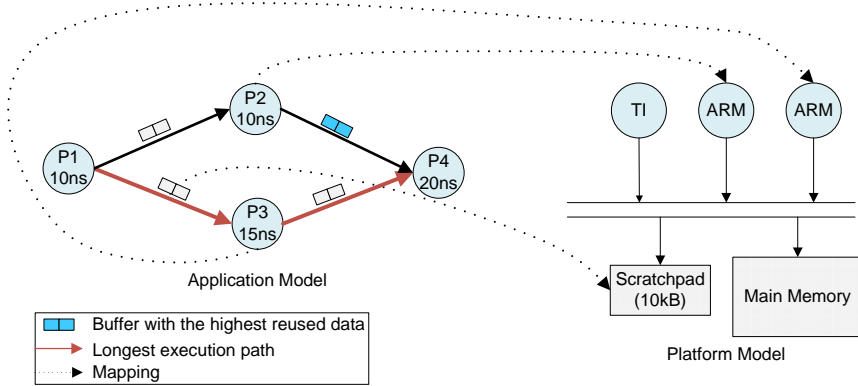 P2
10ns
P1
10ns
P4
20ns
P3
15ns
Application Model
Buffer with the highest reused data
Longest execution path
Mapping
TI
ARM
ARM
Scratchpad
(10kB)
Main Memory
Platform Model